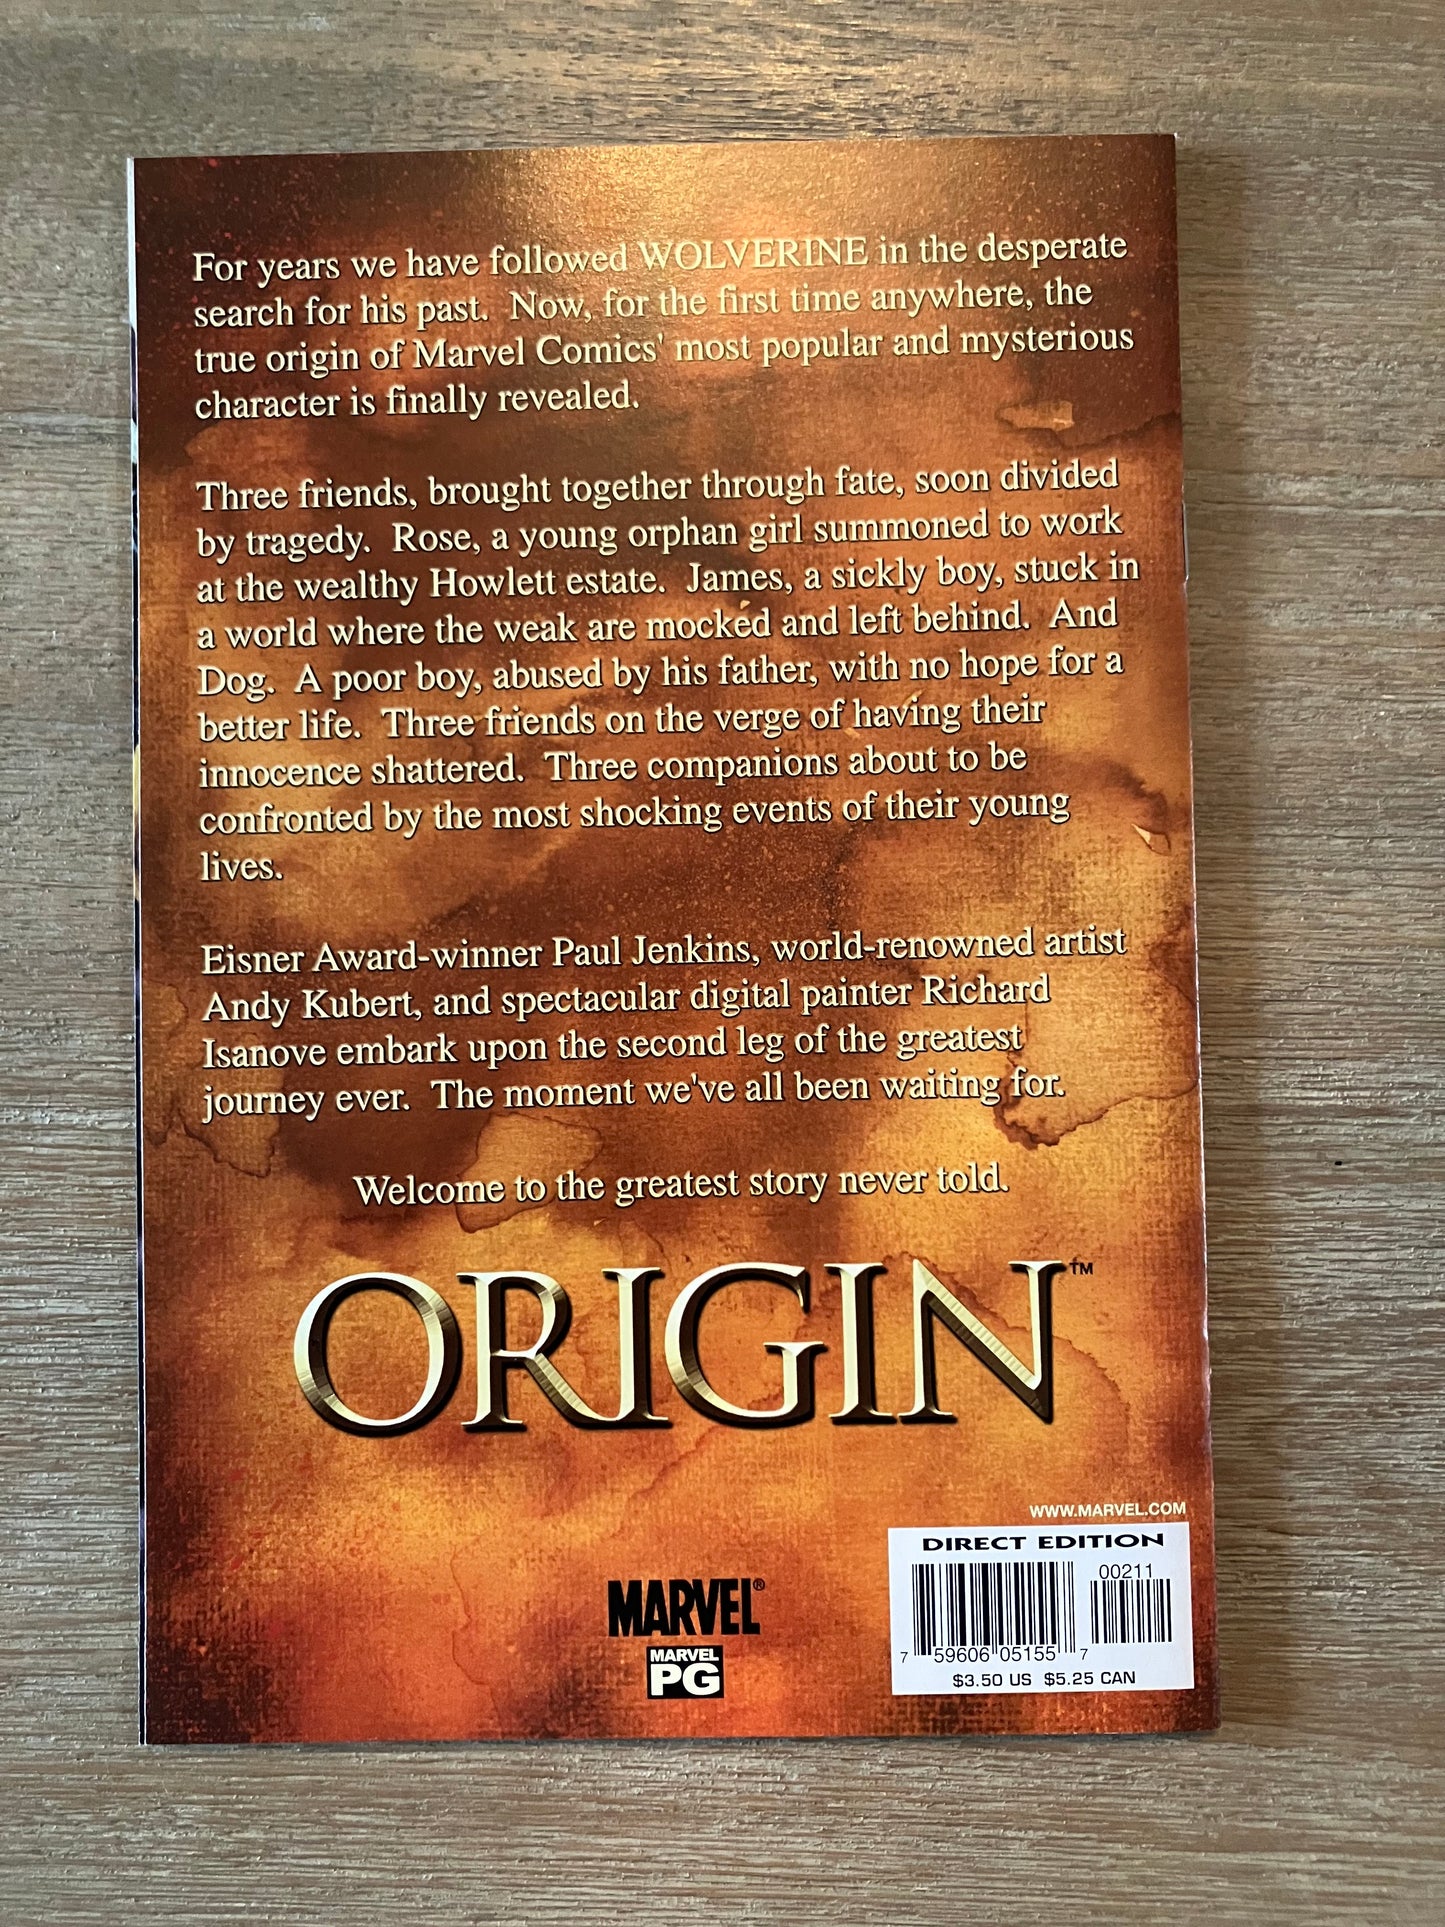 For years we have followed WOLVERINE in the desperate
search for his past. Now, for the first time anywhere, the
true origin of Marvel Comics' most popular and mysterious
character is finally revealed.
Three friends, brought together through fate, soon divided
by tragedy. Rose, a young orphan girl summoned to work
at the wealthy Howlett estate. James, a sickly boy, stuck in
a world where the weak are mocked and left behind. And
Dog. A poor boy, abused by his father, with no hope for a
better life. Three friends on the verge of having their
innocence shattered. Three companions about to be
confronted by the most shocking events of their young
lives.
Eisner Award-winner Paul Jenkins, world-renowned artist
Andy Kubert, and spectacular digital painter Richard
Isanove embark upon the second leg of the greatest
journey ever. The moment we've all been waiting for.
Welcome to the greatest story never told.
ORIGIN™
WWW.MARVEL.COM
DIRECT EDITION
00211
7 59606 05155 7
$3.50 US $5.25 CAN
MARVEL®
MARVEL
PG